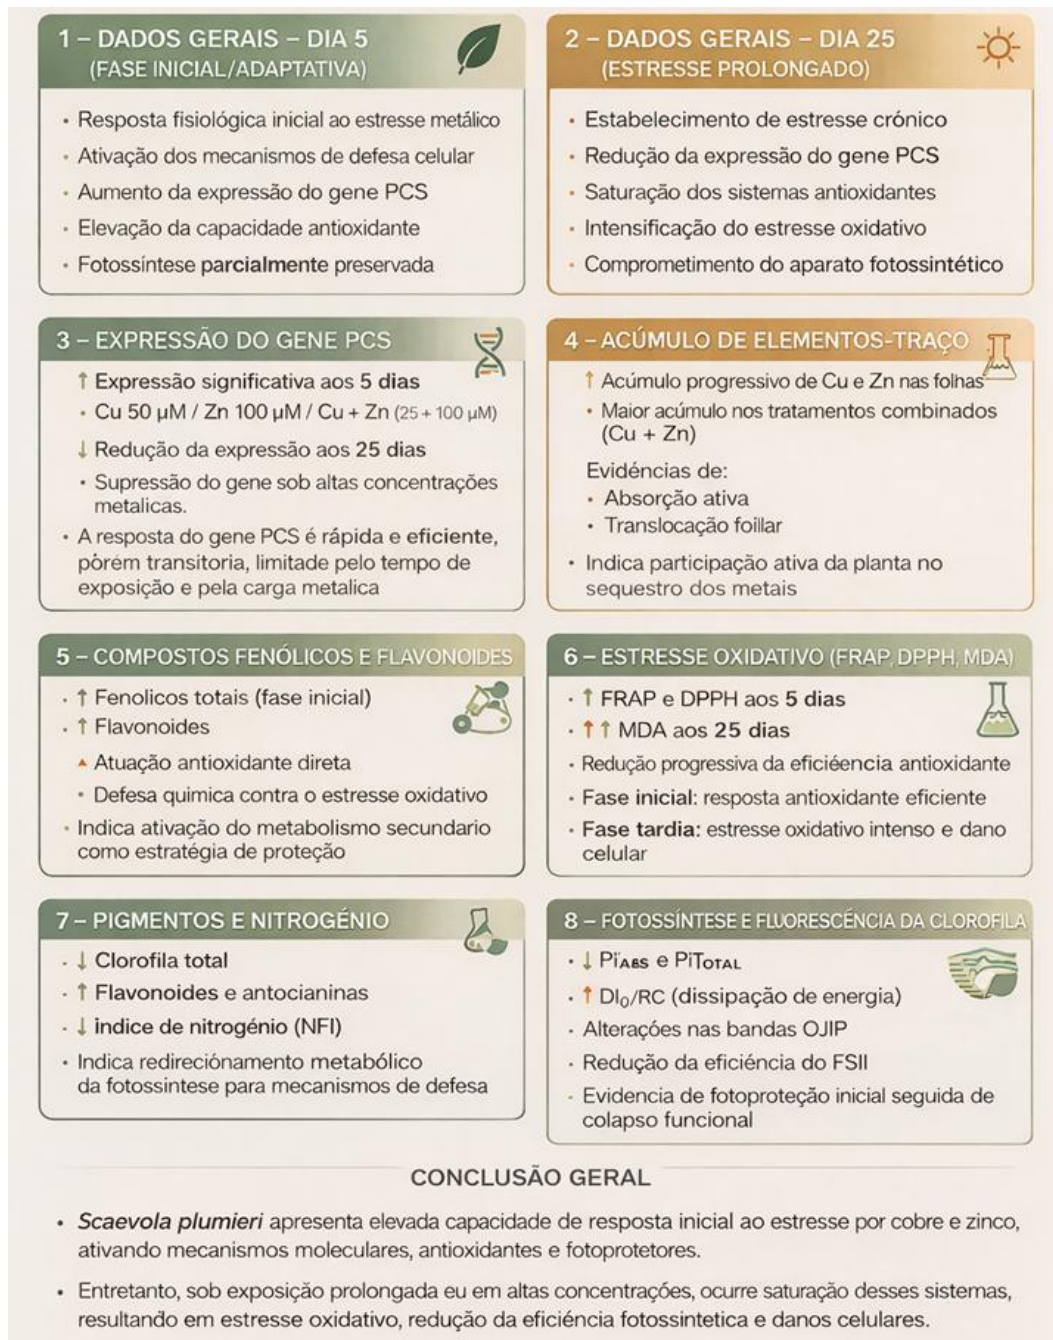 1 – DADOS GERAIS – DIA 5
(FASE INICIAL/ADAPTATIVA)
• Resposta fisiológica inicial ao estresse metálico
• Ativação dos mecanismos de defesa celular
• Aumento da expressão do gene PCS
• Elevação da capacidade antioxidante
• Fotossíntese parcialmente preservada
2 – DADOS GERAIS – DIA 25
(ESTRESSE PROLONGADO)
• Estabelecimento de estresse crónico
• Redução da expressão do gene PCS
• Saturação dos sistemas antioxidantes
• Intensificação do estresse oxidativo
• Comprometimento do aparato fotossintético
3 – EXPRESSÃO DO GENE PCS
↑ Expressão significativa aos 5 dias
• Cu 50 µM / Zn 100 µM / Cu + Zn (25 + 100 µM)
↓ Redução da expressão aos 25 dias
• Supressão do gene sob altas concentrações
metalicas.
• A resposta do gene PCS é rápida e eficiente,
pôrém transitoria, limitade pelo tempo de
exposição e pela carga metalica
4 – ACÚMULO DE ELEMENTOS-TRAÇO
↑ Acúmulo progressivo de Cu e Zn nas folhas
• Maior acúmulo nos tratamentos combinados
(Cu + Zn)
Evidéncias de:
• Absorção ativa
• Translocação foillar
• Indica participação ativa da planta no
sequestro dos metais
5 – COMPOSTOS FENÓLICOS E FLAVONOIDES
• ↑ Fenolicos totais (fase inicial)
• ↑ Flavonoides
▲ Atuação antioxidante direta
• Defesa quimica contra o estresse oxidativo
• Indica ativação do metabolismo secundario
como estratégia de proteção
6 – ESTRESSE OXIDATIVO (FRAP, DPPH, MDA)
• ↑ FRAP e DPPH aos 5 dias
• ↑ ↑ MDA aos 25 dias
• Redução progressiva da eficiéencia antioxidante
• Fase inicial: resposta antioxidante eficiente
• Fase tardia: estresse oxidativo intenso e dano
celular
7 – PIGMENTOS E NITROGÉNIO
• ↓ Clorofila total
• ↑ Flavonoides e antocianinas
• ↓ îndice de nitrogénio (NFI)
• Indica redireciónamento metabólico
da fotossintese para mecanismos de defesa
8 – FOTOSSÍNTESE E FLUORESCÉNCIA DA CLOROFILA
• ↓ PiABS e PiTOTAL
• ↑ DI₀/RC (dissipação de energia)
• Alterações nas bandas OJIP
• Redução da eficiéncia do FSII
• Evidencia de fotoproteção inicial seguida de
colapso funcional
CONCLUSÃO GERAL
• Scaevola plumieri apresenta elevada capacidade de resposta inicial ao estresse por cobre e zinco,
ativando mecanismos moleculares, antioxidantes e fotoprotetores.
• Entretanto, sob exposição prolongada eu em altas concentrações, ocurre saturação desses sistemas,
resultando em estresse oxidativo, redução da eficiéncia fotossintetica e danos celulares.